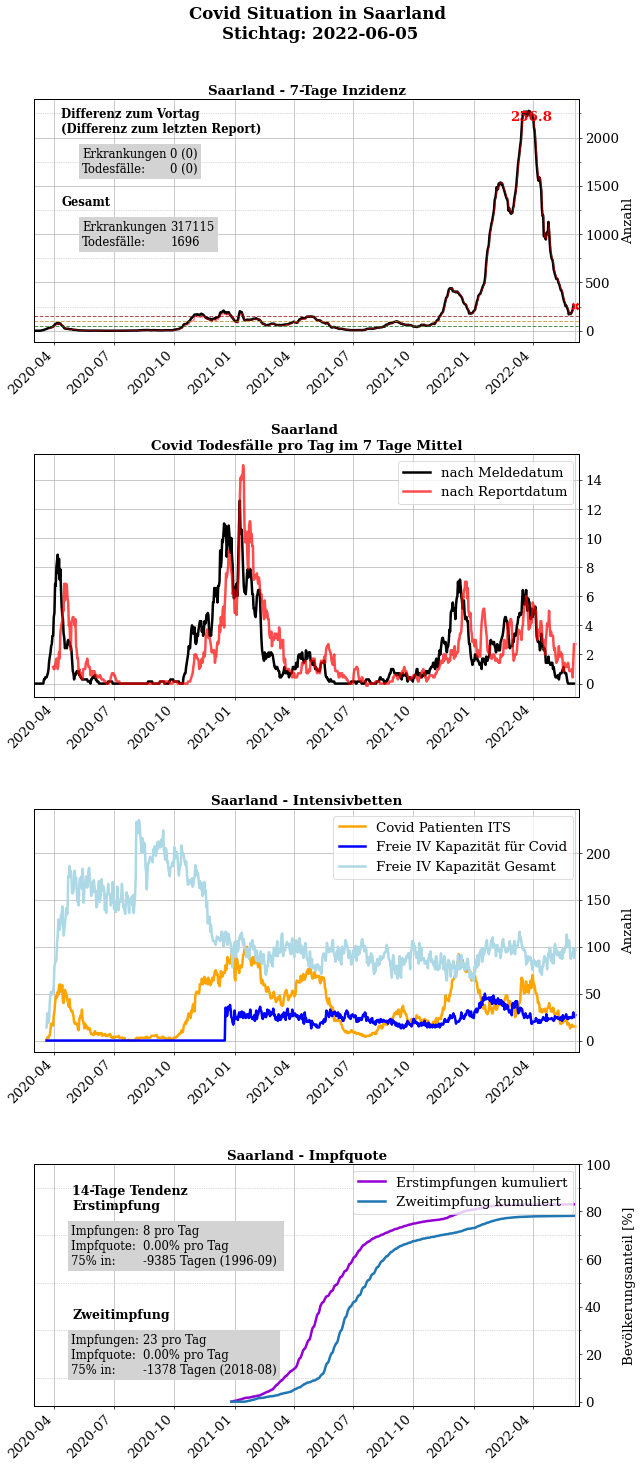 Covid Situation in Saarland
Stichtag: 2022-06-05
Saarland - 7-Tage Inzidenz
Differenz zum Vortag
(Differenz zum letzten Report)
Erkrankungen 0 (0)
Todesfälle: 0 (0)
Gesamt
Erkrankungen 317115
Todesfälle: 1696
256.8
2000
1500
1000
500
0
Anzahl
2020-04 2020-07 2020-10 2021-01 2021-04 2021-07 2021-10 2022-01 2022-04
Saarland
Covid Todesfälle pro Tag im 7 Tage Mittel
nach Meldedatum
nach Reportdatum
14
12
10
8
6
4
2
0
2020-04 2020-07 2020-10 2021-01 2021-04 2021-07 2021-10 2022-01 2022-04
Saarland - Intensivbetten
Covid Patienten ITS
Freie IV Kapazität für Covid
Freie IV Kapazität Gesamt
200
150
100
50
0
Anzahl
2020-04 2020-07 2020-10 2021-01 2021-04 2021-07 2021-10 2022-01 2022-04
Saarland - Impfquote
14-Tage Tendenz
Erstimpfung
Impfungen: 8 pro Tag
Impfquote: 0.00% pro Tag
75% in: -9385 Tagen (1996-09)
Zweitimpfung
Impfungen: 23 pro Tag
Impfquote: 0.00% pro Tag
75% in: -1378 Tagen (2018-08)
Erstimpfungen kumuliert
Zweitimpfung kumuliert
100
80
60
40
20
0
Bevölkerungsanteil [%]
2020-04 2020-07 2020-10 2021-01 2021-04 2021-07 2021-10 2022-01 2022-04